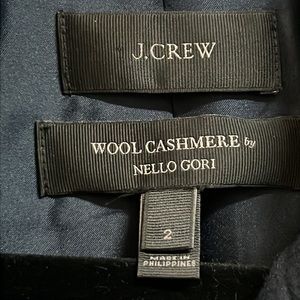 J.CREW
WOOL CASHMERE by
NELLO GORI
2
MADE IN
PHILIPPINES